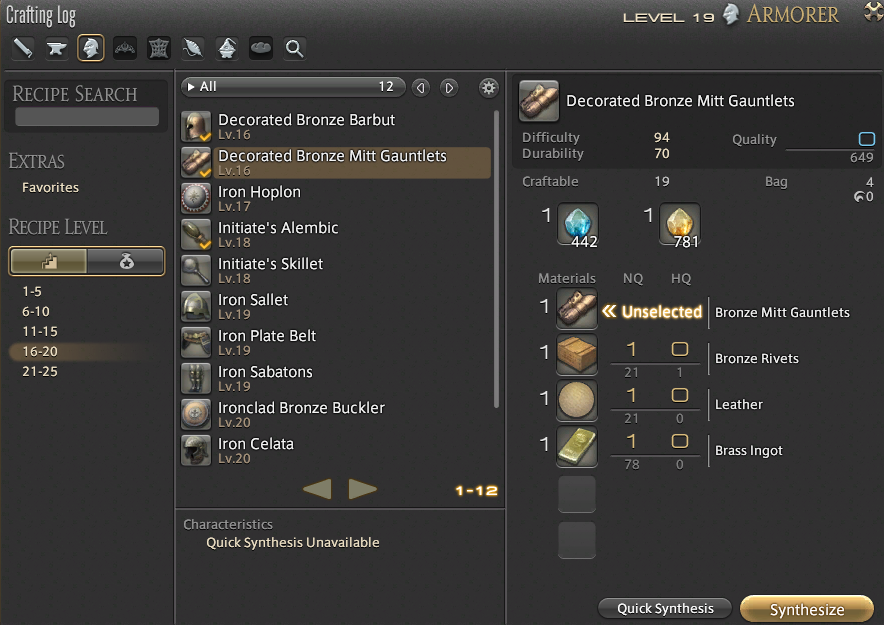 Crafting Log
LEVEL 19 ARMORER
RECIPE SEARCH
EXTRAS
Favorites
RECIPE LEVEL
1-5
6-10
11-15
16-20
21-25
All 12
Decorated Bronze Barbut
Lv.16
Decorated Bronze Mitt Gauntlets
Lv.16
Iron Hoplon
Lv.17
Initiate's Alembic
Lv.18
Initiate's Skillet
Lv.18
Iron Sallet
Lv.19
Iron Plate Belt
Lv.19
Iron Sabatons
Lv.19
Ironclad Bronze Buckler
Lv.20
Iron Celata
Lv.20
1-12
Characteristics
Quick Synthesis Unavailable
Decorated Bronze Mitt Gauntlets
Difficulty 94
Durability 70
Quality
649
Craftable 19
Bag 4
0
1 442 1 781
Materials NQ HQ
1 « Unselected Bronze Mitt Gauntlets
1 1 Bronze Rivets
21 1
1 1 Leather
21 0
1 1 Brass Ingot
78 0
Quick Synthesis
Synthesize